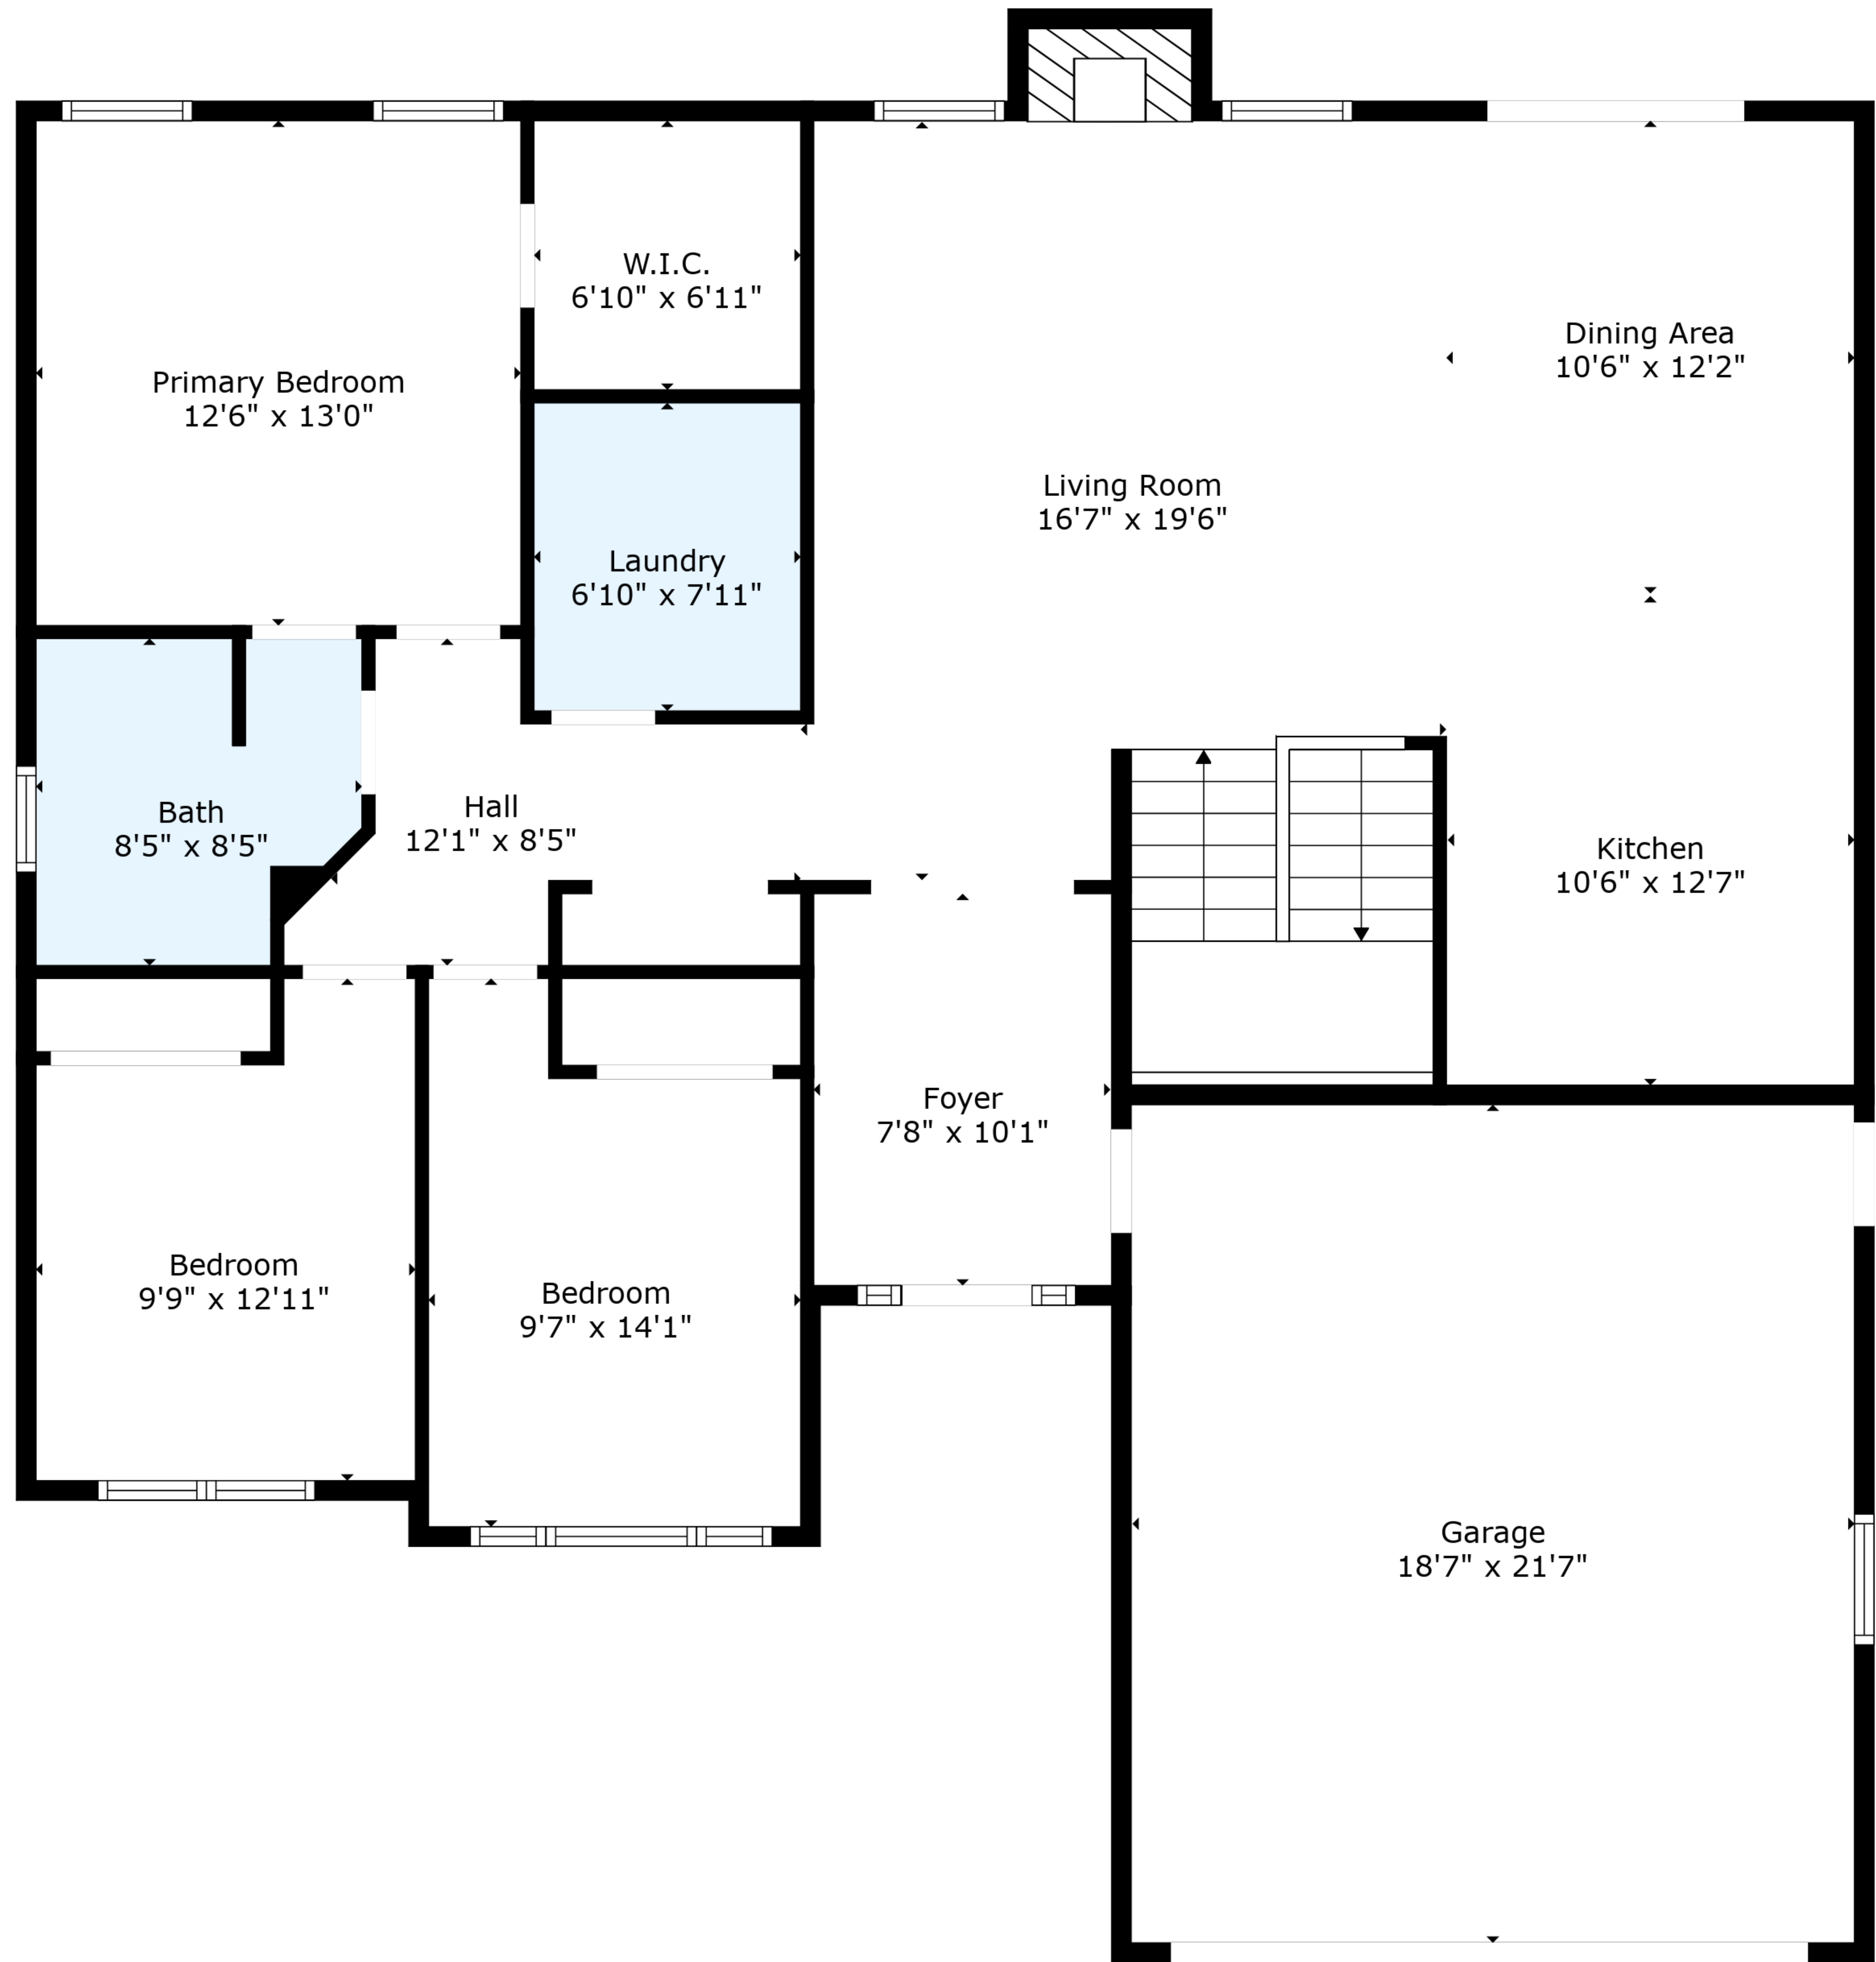 W.I.C.
6'10" x 6'11"
Dining Area
10'6" x 12'2"
Primary Bedroom
12'6" x 13'0"
Living Room
16'7" x 19'6"
Laundry
6'10" x 7'11"
Bath
8'5" x 8'5"
Hall
12'1" x 8'5"
Kitchen
10'6" x 12'7"
Foyer
7'8" x 10'1"
Bedroom
9'9" x 12'11"
Bedroom
9'7" x 14'1"
Garage
18'7" x 21'7"